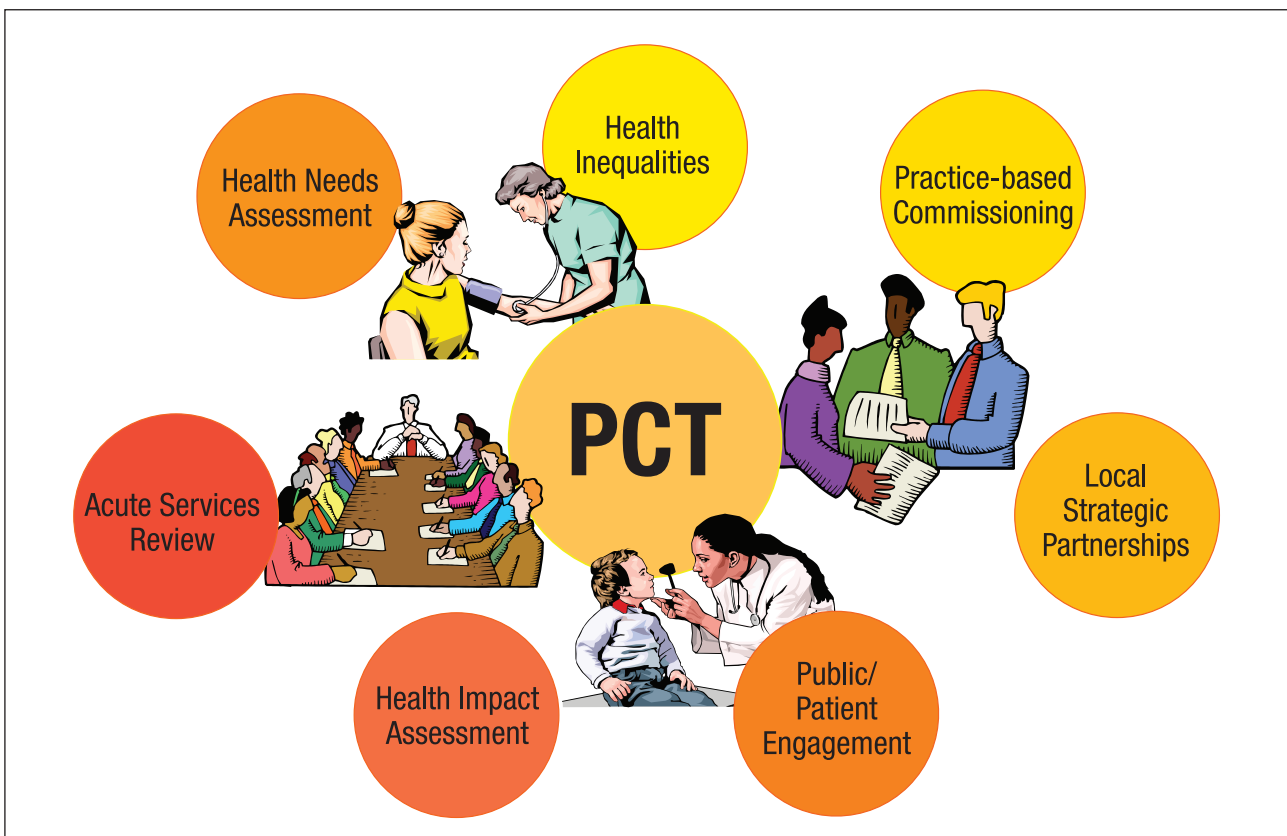 Health
Inequalities
Health Needs
Assessment
Practice-based
Commissioning
PCT
Acute Services
Review
Local
Strategic
Partnerships
Health Impact
Assessment
Public/
Patient
Engagement